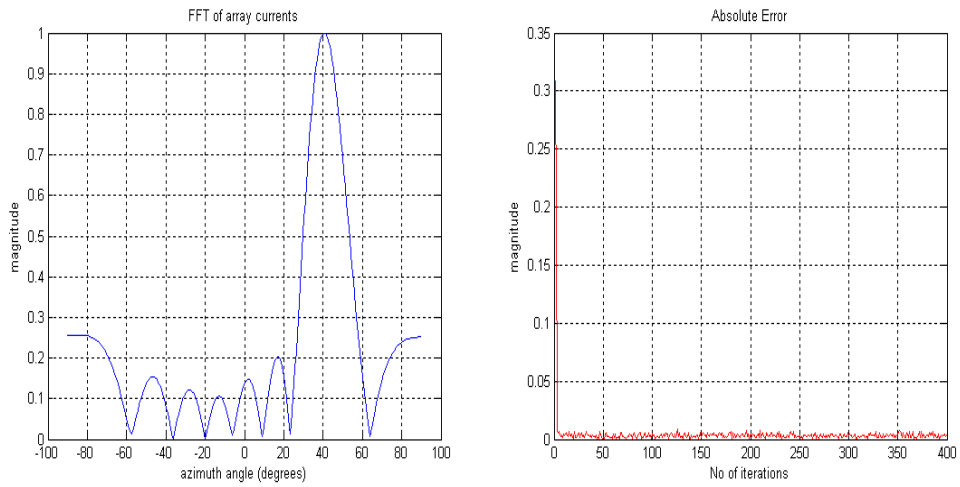 FFT of array currents
1
0.9
0.8
0.7
0.6
0.5
0.4
0.3
0.2
0.1
0
magnitude
-100 -80 -60 -40 -20 0 20 40 60 80 100
azimuth angle (degrees)
Absolute Error
0.35
0.3
0.25
0.2
0.15
0.1
0.05
0
magnitude
0 50 100 150 200 250 300 350 400
No of iterations